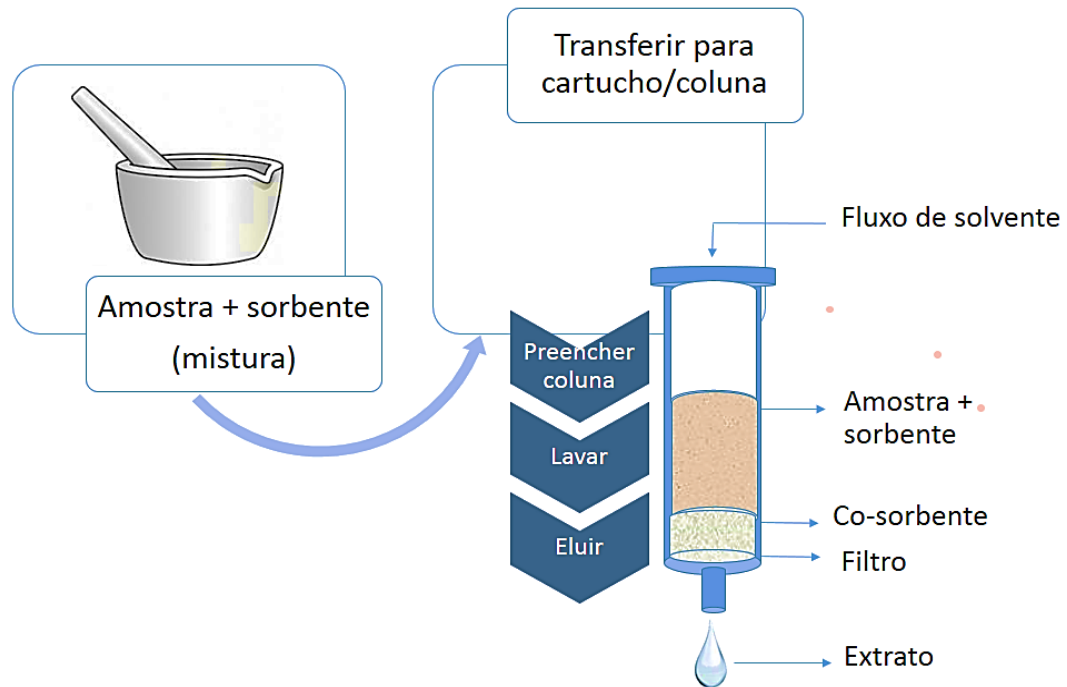 Amostra + sorbente
(mistura)
Transferir para
cartucho/coluna
Preencher
coluna
Lavar
Eluir
Fluxo de solvente
Amostra +
sorbente
Co-sorbente
Filtro
Extrato